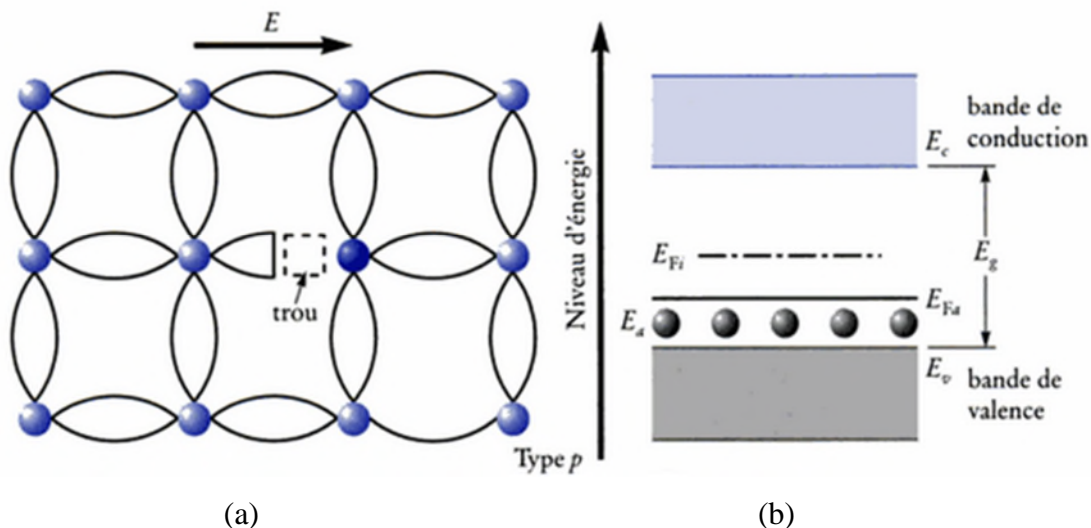 E
trou
Type p
(a)
Niveau d'énergie
bande de
conduction
E_c
E_g
E_Fi
E_Fa
E_a
E_v
bande de
valence
(b)